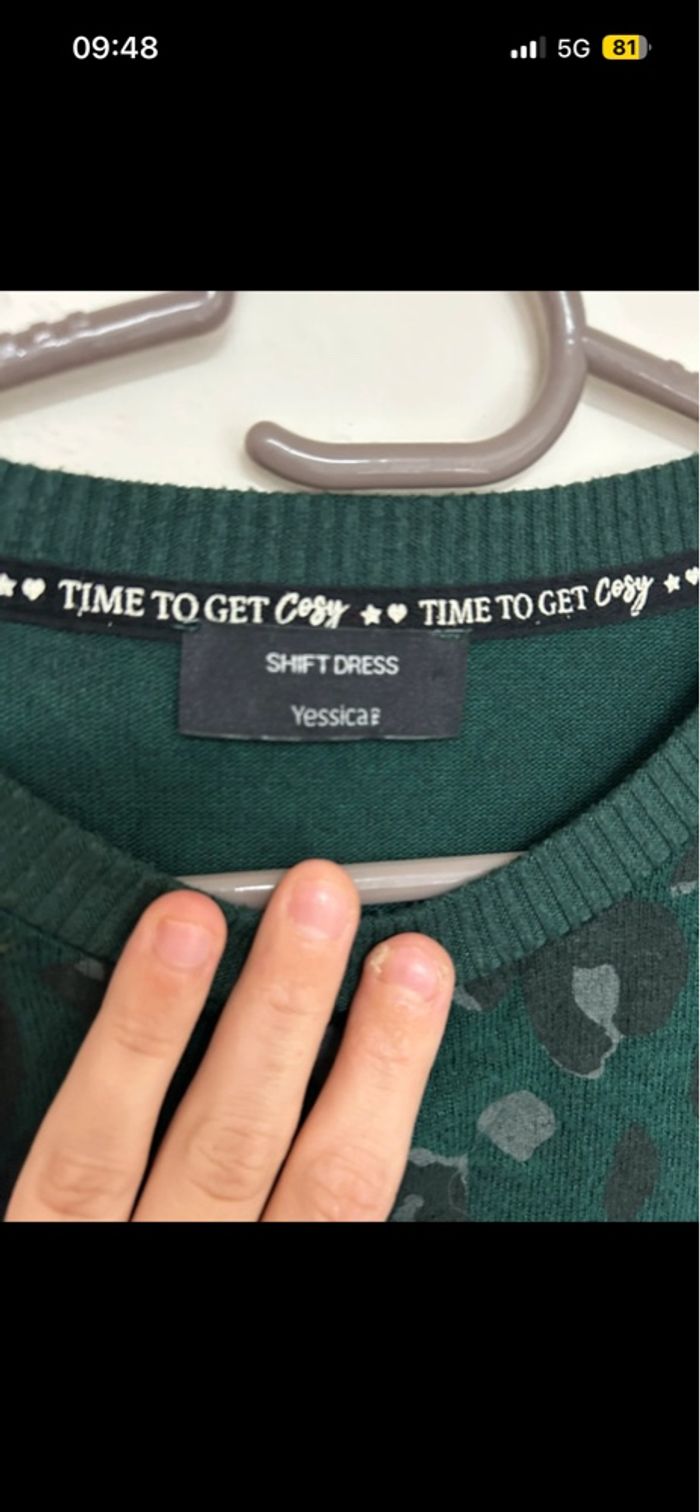 09:48
5G 81
TIME TO GET Cosy TIME TO GET Cosy
SHIFT DRESS
Yessica